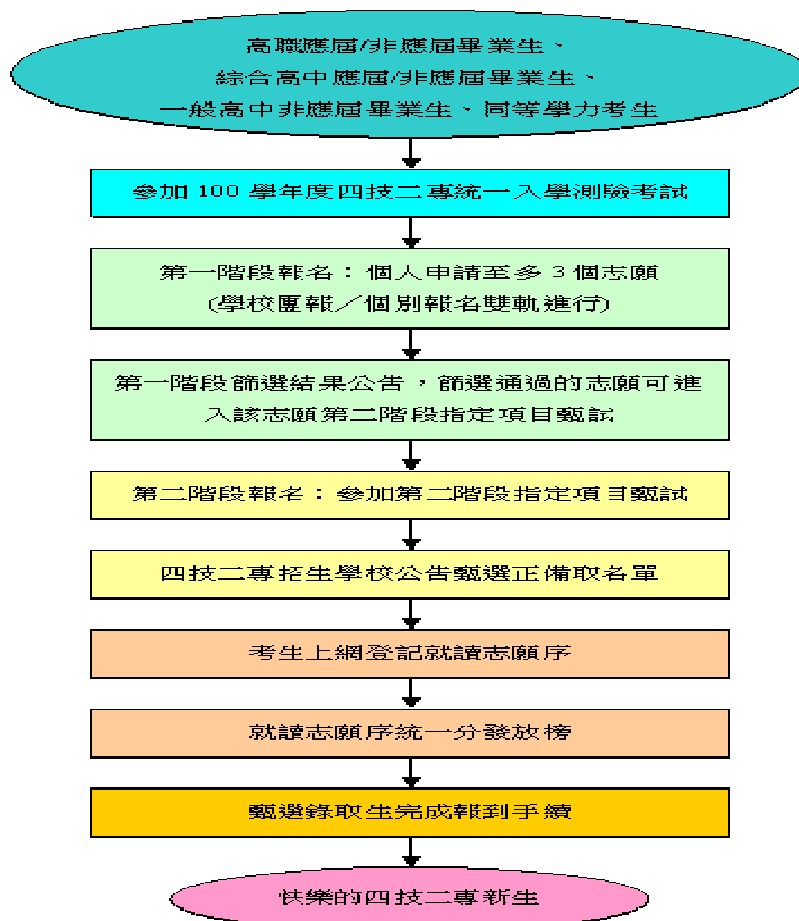 高職應屆/非應屆畢業生、
綜合高中應屆/非應屆畢業生、
一般高中非應屆畢業生、同等學力考生
參加 100 學年度四技二專統一入學測驗考試
第一階段報名：個人申請至多 3 個志願
(學校團報／個別報名雙軌進行)
第一階段篩選結果公告，篩選通過的志願可進
入該志願第二階段指定項目甄試
第二階段報名：參加第二階段指定項目甄試
四技二專招生學校公告甄選正備取名單
考生上網登記就讀志願序
就讀志願序統一分發放榜
甄選錄取生完成報到手續
快樂的四技二專新生